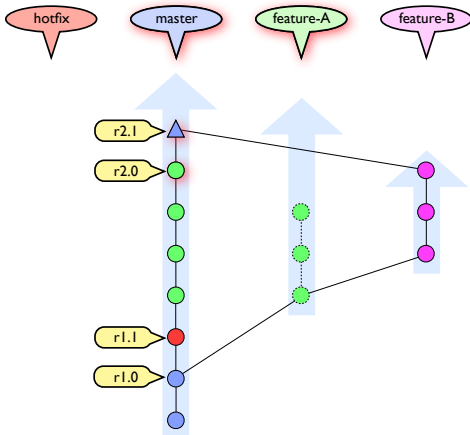 hotfix
master
feature-A
feature-B
r2.1
r2.0
r1.1
r1.0